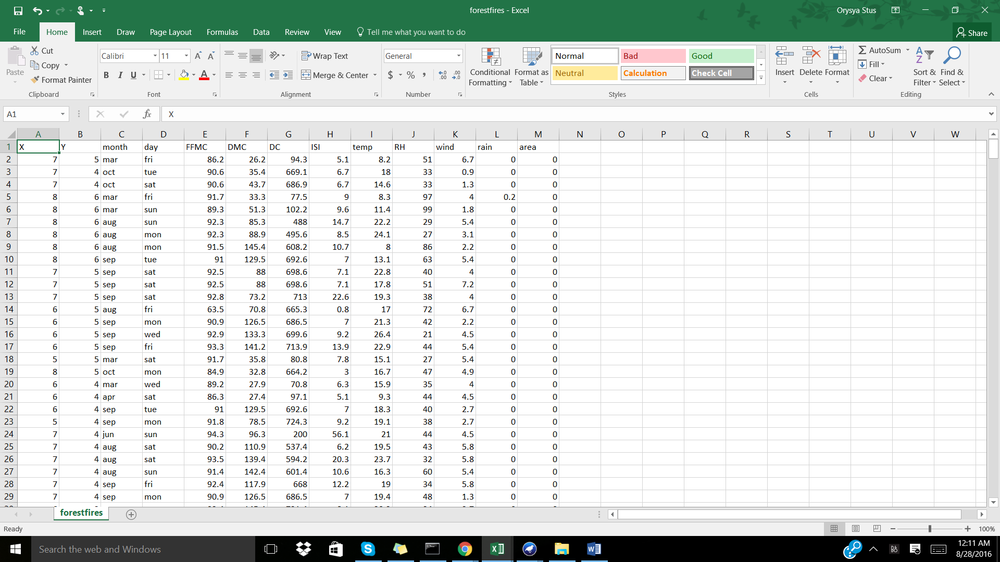 forestfires - Excel
Orysya Stus
File Home Insert Draw Page Layout Formulas Data Review View Tell me what you want to do
Share
Paste
Cut
Copy
Format Painter
Clipboard
Calibri 11
B I U
Font
Wrap Text
Merge & Center
Alignment
General
$ % ,
Number
Conditional Formatting
Format as Table
Normal Bad Good
Neutral Calculation Check Cell
Styles
Insert Delete Format
Cells
AutoSum
Fill
Clear
Sort & Filter
Find & Select
Editing
A1 fx X
A B C D E F G H I J K L M N O P Q R S T U V W
1 X Y month day FFMC DMC DC ISI temp RH wind rain area
2 7 5 mar fri 86.2 26.2 94.3 5.1 8.2 51 6.7 0 0
3 7 4 oct tue 90.6 35.4 669.1 6.7 18 33 0.9 0 0
4 7 4 oct sat 90.6 43.7 686.9 6.7 14.6 33 1.3 0 0
5 8 6 mar fri 91.7 33.3 77.5 9 8.3 97 4 0.2 0
6 8 6 mar sun 89.3 51.3 102.2 9.6 11.4 99 1.8 0 0
7 8 6 aug sun 92.3 85.3 488 14.7 22.2 29 5.4 0 0
8 8 6 aug mon 92.3 88.9 495.6 8.5 24.1 27 3.1 0 0
9 8 6 aug mon 91.5 145.4 608.2 10.7 8 86 2.2 0 0
10 8 6 sep tue 91 129.5 692.6 7 13.1 63 5.4 0 0
11 7 5 sep sat 92.5 88 698.6 7.1 22.8 40 4 0 0
12 7 5 sep sat 92.5 88 698.6 7.1 17.8 51 7.2 0 0
13 7 5 sep sat 92.8 73.2 713 22.6 19.3 38 4 0 0
14 6 5 aug fri 63.5 70.8 665.3 0.8 17 72 6.7 0 0
15 6 5 sep mon 90.9 126.5 686.5 7 21.3 42 2.2 0 0
16 6 5 sep wed 92.9 133.3 699.6 9.2 26.4 21 4.5 0 0
17 6 5 sep fri 93.3 141.2 713.9 13.9 22.9 44 5.4 0 0
18 5 5 mar sat 91.7 35.8 80.8 7.8 15.1 27 5.4 0 0
19 8 5 oct mon 84.9 32.8 664.2 3 16.7 47 4.9 0 0
20 6 4 mar wed 89.2 27.9 70.8 6.3 15.9 35 4 0 0
21 6 4 apr sat 86.3 27.4 97.1 5.1 9.3 44 4.5 0 0
22 6 4 sep tue 91 129.5 692.6 7 18.3 40 2.7 0 0
23 5 4 sep mon 91.8 78.5 724.3 9.2 19.1 38 2.7 0 0
24 7 4 jun sun 94.3 96.3 200 56.1 21 44 4.5 0 0
25 7 4 aug sat 90.2 110.9 537.4 6.2 19.5 43 5.8 0 0
26 7 4 aug sat 93.5 139.4 594.2 20.3 23.7 32 5.8 0 0
27 7 4 aug sun 91.4 142.4 601.4 10.6 16.3 60 5.4 0 0
28 7 4 sep fri 92.4 117.9 668 12.2 19 34 5.8 0 0
29 7 4 sep mon 90.9 126.5 686.5 7 19.4 48 1.3 0 0
forestfires
Ready
100%
Search the web and Windows
12:11 AM
8/28/2016